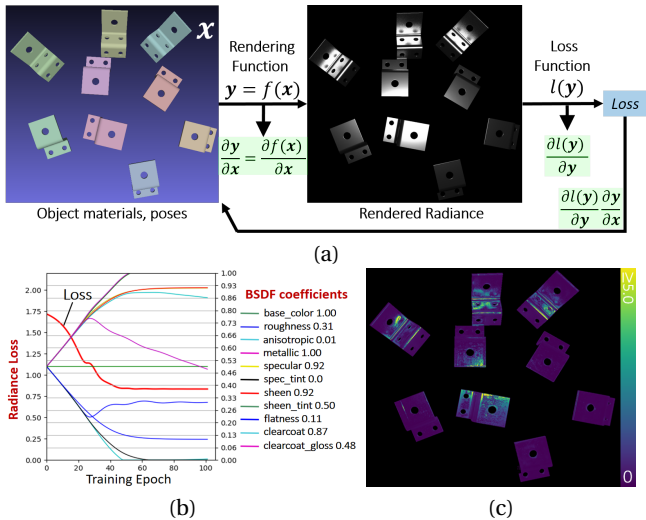 x
Rendering
Function
y = f(x)
∂y/∂x = ∂f(x)/∂x
Loss
Function
l(y)
Loss
∂l(y)/∂y
∂l(y)/∂y ∂y/∂x
Object materials, poses
Rendered Radiance
(a)
Radiance Loss
2.00
1.75
1.50
1.25
1.00
0.75
0.50
0.25
0.00
Loss
0 20 40 60 80 100
Training Epoch
1.00
0.93
0.86
0.80
0.73
0.66
0.60
0.53
0.46
0.40
0.33
0.26
0.20
0.13
0.06
0.00
BSDF coefficients
base_color 1.00
roughness 0.31
anisotropic 0.01
metallic 1.00
specular 0.92
spec_tint 0.0
sheen 0.92
sheen_tint 0.50
flatness 0.11
clearcoat 0.87
clearcoat_gloss 0.48
(b)
≥5.0
0
(c)